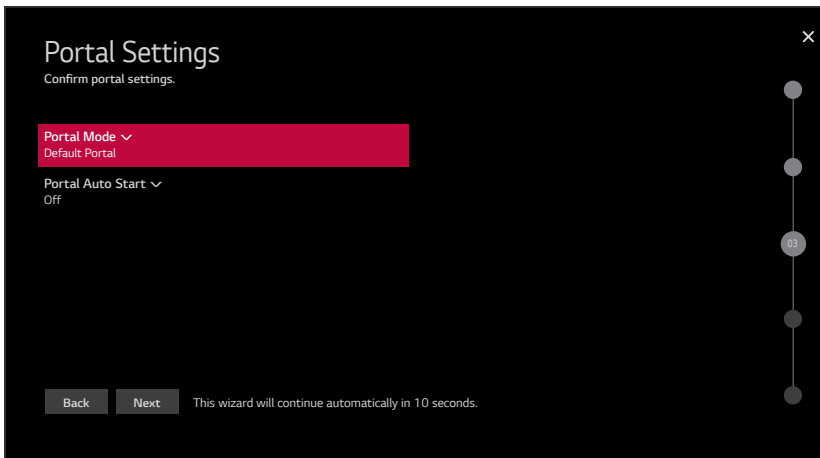 Portal Settings
Confirm portal settings.
Portal Mode
Default Portal
Portal Auto Start
Off
03
Back Next This wizard will continue automatically in 10 seconds.